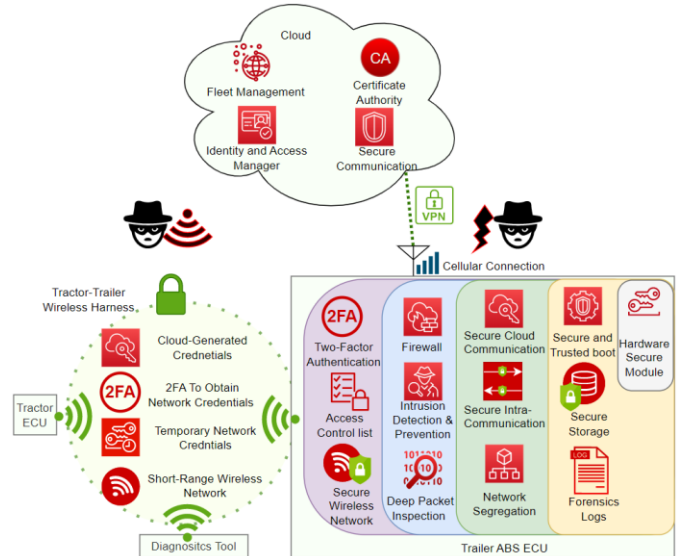 Cloud
CA
Fleet Management
Certificate
Authority
Identity and Access
Manager
Secure
Communication
VPN
Cellular Connection
Tractor-Trailer
Wireless Harness
Cloud-Generated
Crednetials
2FA
2FA To Obtain
Network Credentials
Temporary Network
Credntials
Short-Range Wireless
Network
Tractor
ECU
Diagnositcs Tool
2FA
Two-Factor
Authentication
Access
Control list
Secure
Wireless
Network
Firewall
Intrusion
Detection &
Prevention
Deep Packet
Inspection
Secure Cloud
Communication
Secure Intra-
Communication
Network
Segregation
Secure and
Trusted boot
Secure
Storage
LOG
Forensics
Logs
Hardware
Secure
Module
Trailer ABS ECU